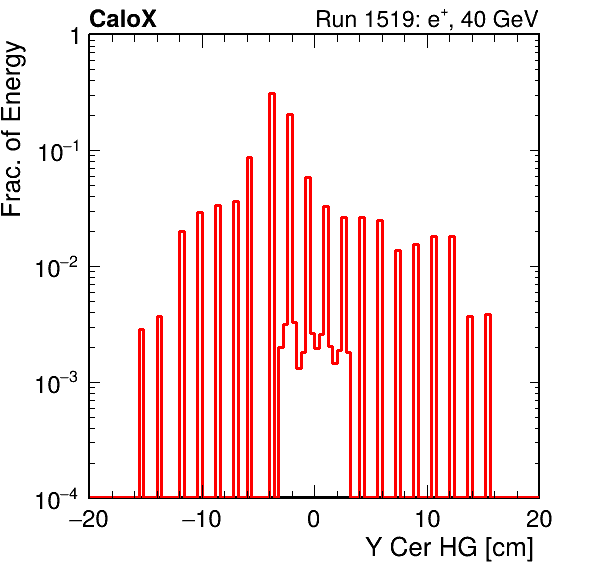 CaloX
Run 1519: e⁺, 40 GeV
Frac. of Energy
1
10⁻¹
10⁻²
10⁻³
10⁻⁴
−20
−10
0
10
20
Y Cer HG [cm]